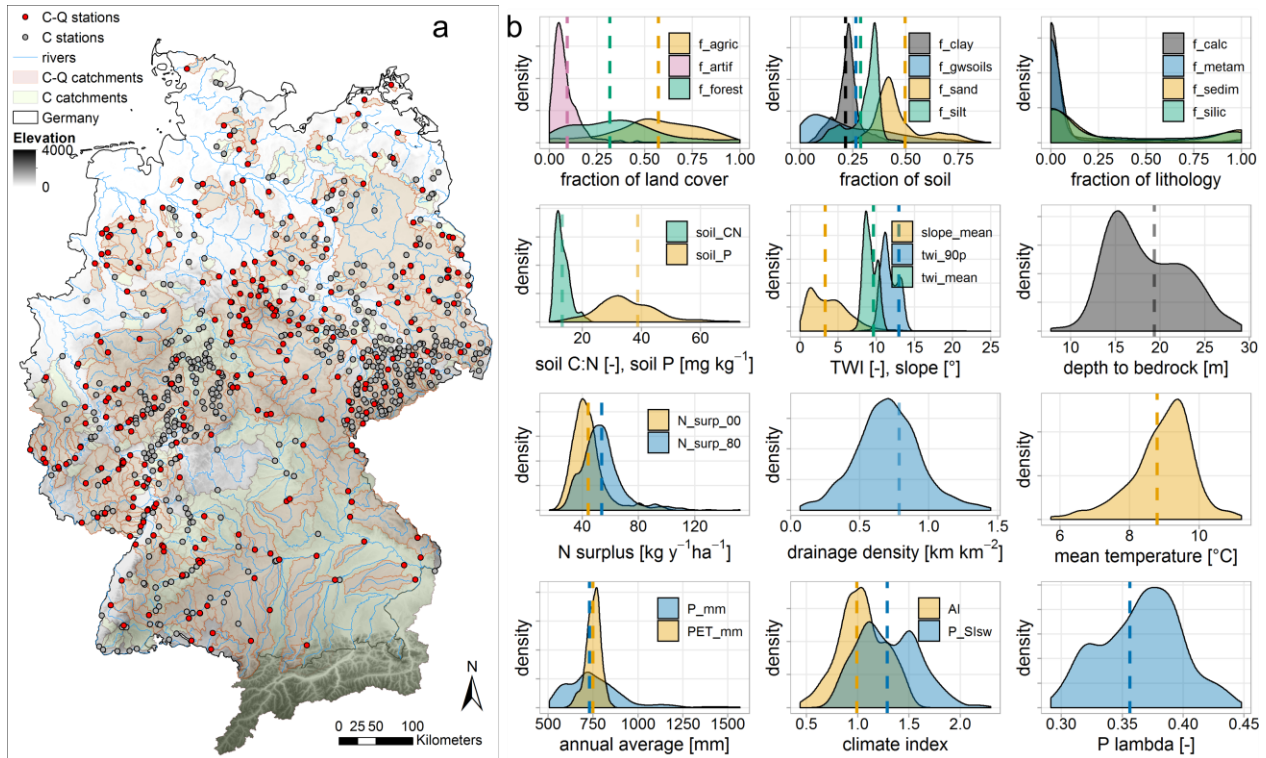 a
C-Q stations
C stations
rivers
C-Q catchments
C catchments
Germany
Elevation
4000
0
N
0 25 50 100
Kilometers
b
density
f_agric
f_artif
f_forest
0.00 0.25 0.50 0.75 1.00
fraction of land cover
density
f_clay
f_gwsoils
f_sand
f_silt
0.00 0.25 0.50 0.75
fraction of soil
density
f_calc
f_metam
f_sedim
f_silic
0.00 0.25 0.50 0.75 1.00
fraction of lithology
density
soil_CN
soil_P
20 40 60
soil C:N [-], soil P [mg kg⁻¹]
density
slope_mean
twi_90p
twi_mean
0 5 10 15 20 25
TWI [-], slope [°]
density
10 15 20 25 30
depth to bedrock [m]
density
N_surp_00
N_surp_80
40 80 120
N surplus [kg y⁻¹ha⁻¹]
density
0.0 0.5 1.0 1.5
drainage density [km km⁻²]
density
6 8 10
mean temperature [°C]
density
P_mm
PET_mm
500 750 1000 1250 1500
annual average [mm]
density
AI
P_SIsw
1.0 1.5 2.0
climate index
density
0.30 0.35 0.40 0.45
P lambda [-]